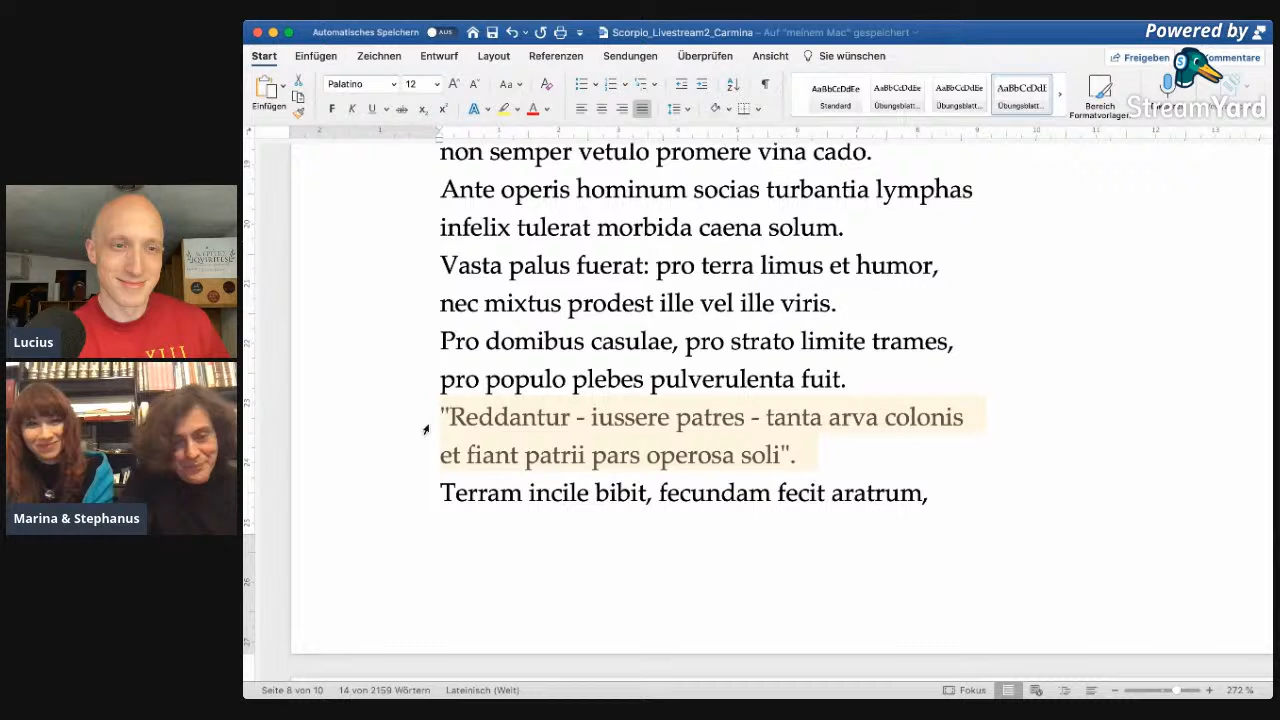 Automatisches Speichern AUS Scorpio_Livestream2_Carmina – Auf "meinem Mac" gespeichert
Powered by
StreamYard
Start Einfügen Zeichnen Entwurf Layout Referenzen Sendungen Überprüfen Ansicht Sie wünschen Freigeben Kommentare
Einfügen
Palatino 12
F K U
AaBbCcDdEe AaBbCcDdEe AaBbCcDdEe AaBbCcDdE
Standard Übungsblatt... Übungsblatt... Übungsblatt...
Bereich
Formatvorlagen
non semper vetulo promere vina cado.
Ante operis hominum socias turbantia lymphas
infelix tulerat morbida caena solum.
Vasta palus fuerat: pro terra limus et humor,
nec mixtus prodest ille vel ille viris.
Pro domibus casulae, pro strato limite trames,
pro populo plebes pulverulenta fuit.
"Reddantur - iussere patres - tanta arva colonis
et fiant patrii pars operosa soli".
Terram incile bibit, fecundam fecit aratrum,
XIII
Lucius
Marina & Stephanus
Seite 8 von 10 14 von 2159 Wörtern Lateinisch (Welt) Fokus 272 %